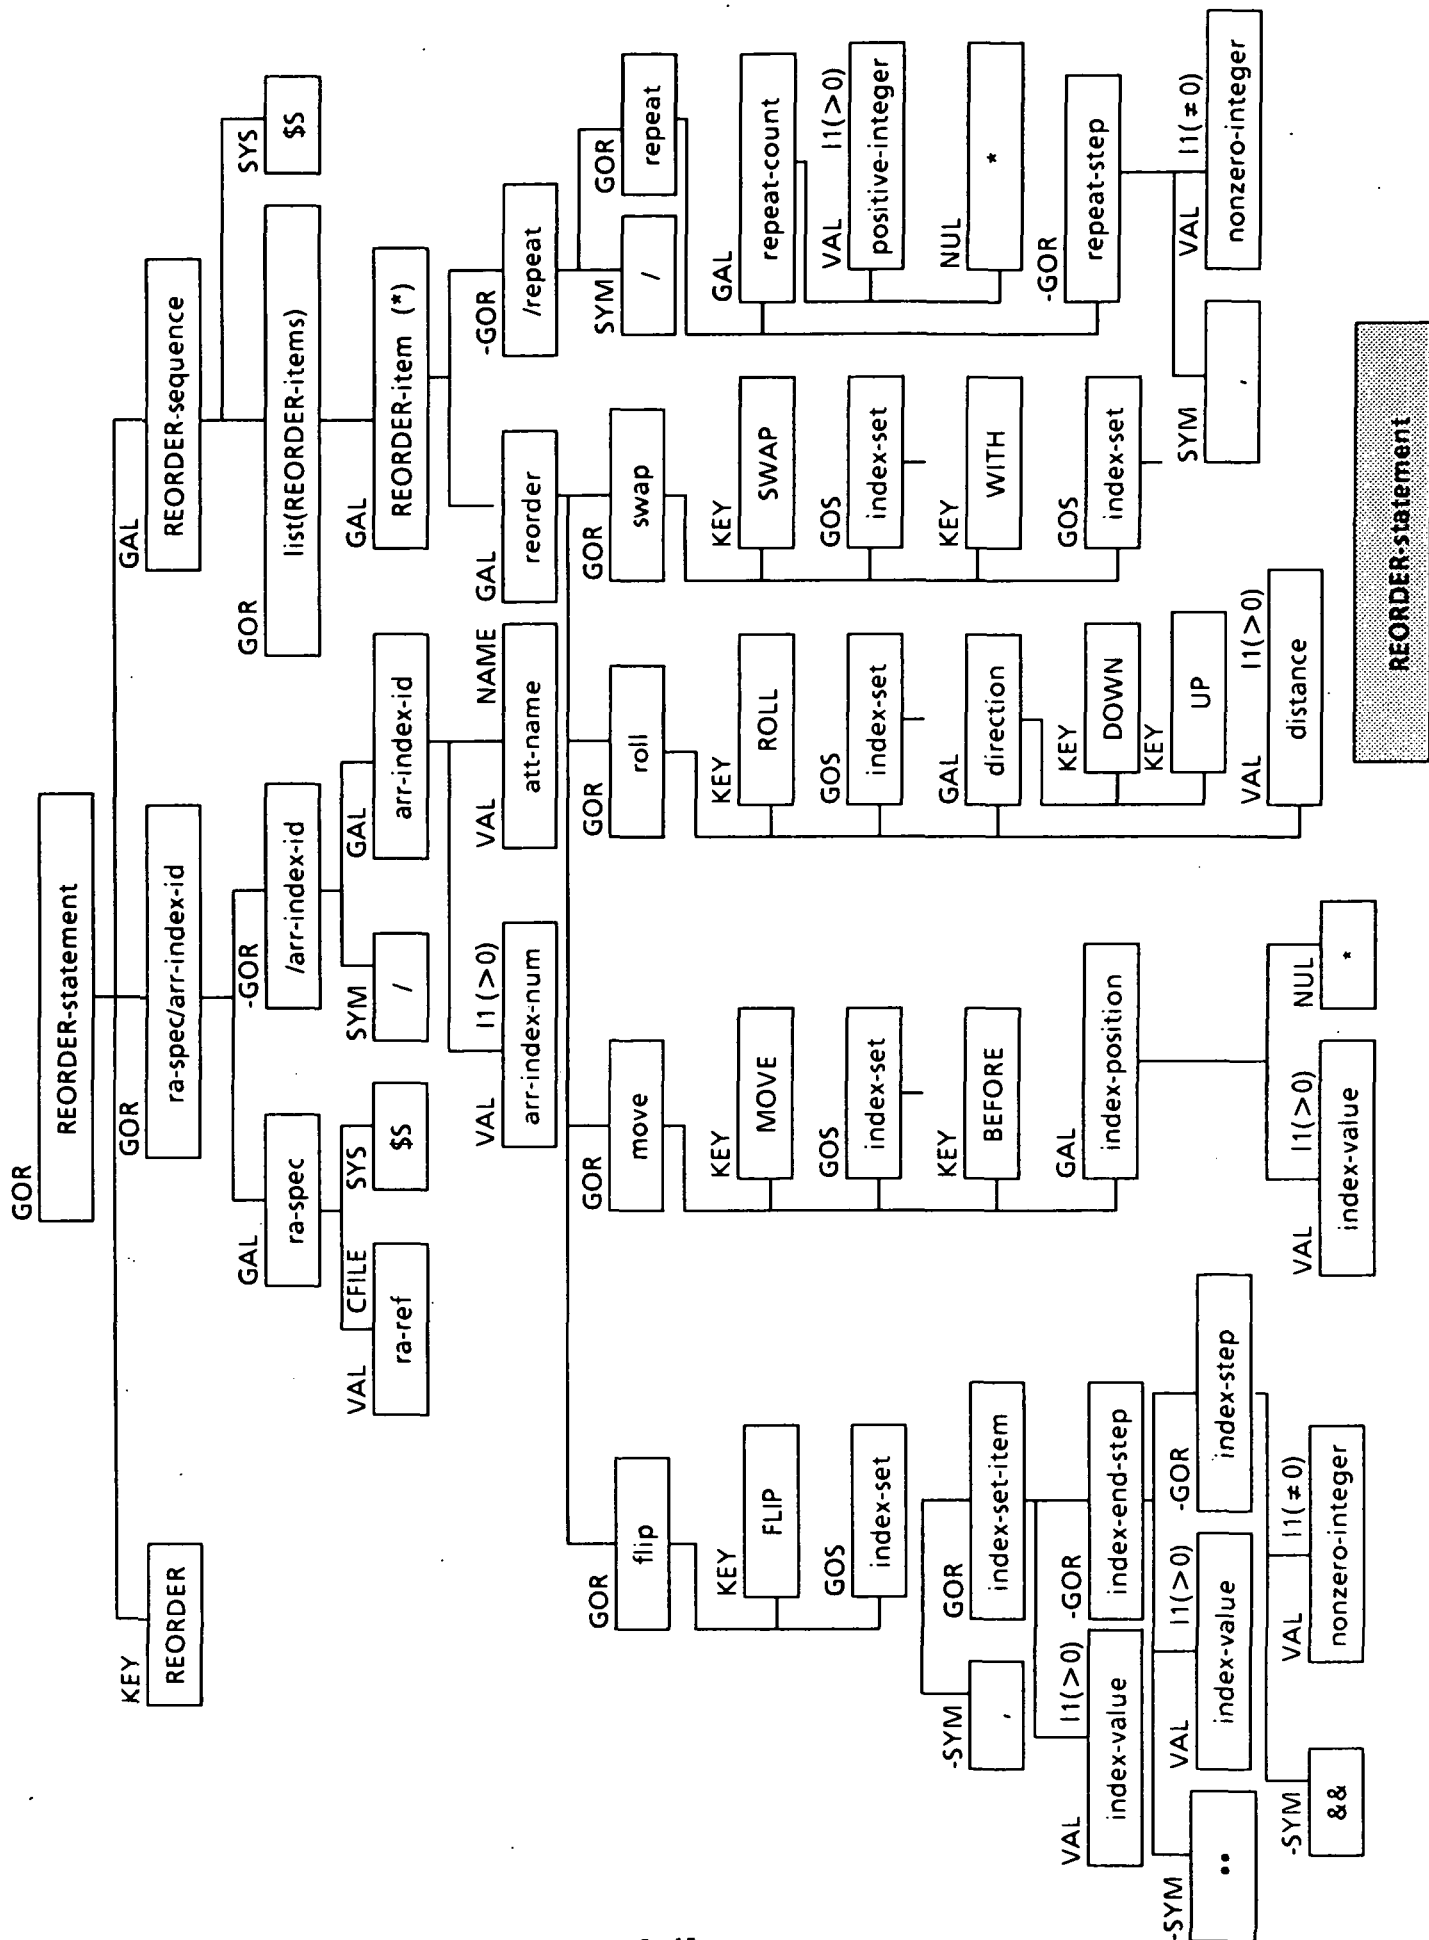 GOR
REORDER-statement
KEY
REORDER
GOR
ra-spec/arr-index-id
GAL
REORDER-sequence
GAL
ra-spec
-GOR
/arr-index-id
GOR
list(REORDER-items)
SYS
$S
VAL CFILE
ra-ref
SYS
$S
SYM
/
GAL
arr-index-id
GAL
REORDER-item (*)
VAL I1(>0)
arr-index-num
VAL NAME
att-name
GAL
reorder
-GOR
/repeat
GOR
flip
GOR
move
GOR
roll
GOR
swap
SYM
/
GOR
repeat
KEY
FLIP
GOS
index-set
KEY
MOVE
GOS
index-set
KEY
BEFORE
GAL
index-position
KEY
ROLL
GOS
index-set
GAL
direction
KEY
DOWN
KEY
UP
VAL I1(>0)
distance
KEY
SWAP
GOS
index-set
KEY
WITH
GOS
index-set
GAL
repeat-count
VAL I1(>0)
positive-integer
NUL
*
-GOR
repeat-step
SYM
,
VAL I1(≠0)
nonzero-integer
-SYM
,
GOR
index-set-item
VAL I1(>0)
index-value
-GOR
index-end-step
-SYM
••
VAL I1(>0)
index-value
-GOR
index-step
-SYM
&&
VAL I1(≠0)
nonzero-integer
VAL I1(>0)
index-value
NUL
*
REORDER-statement